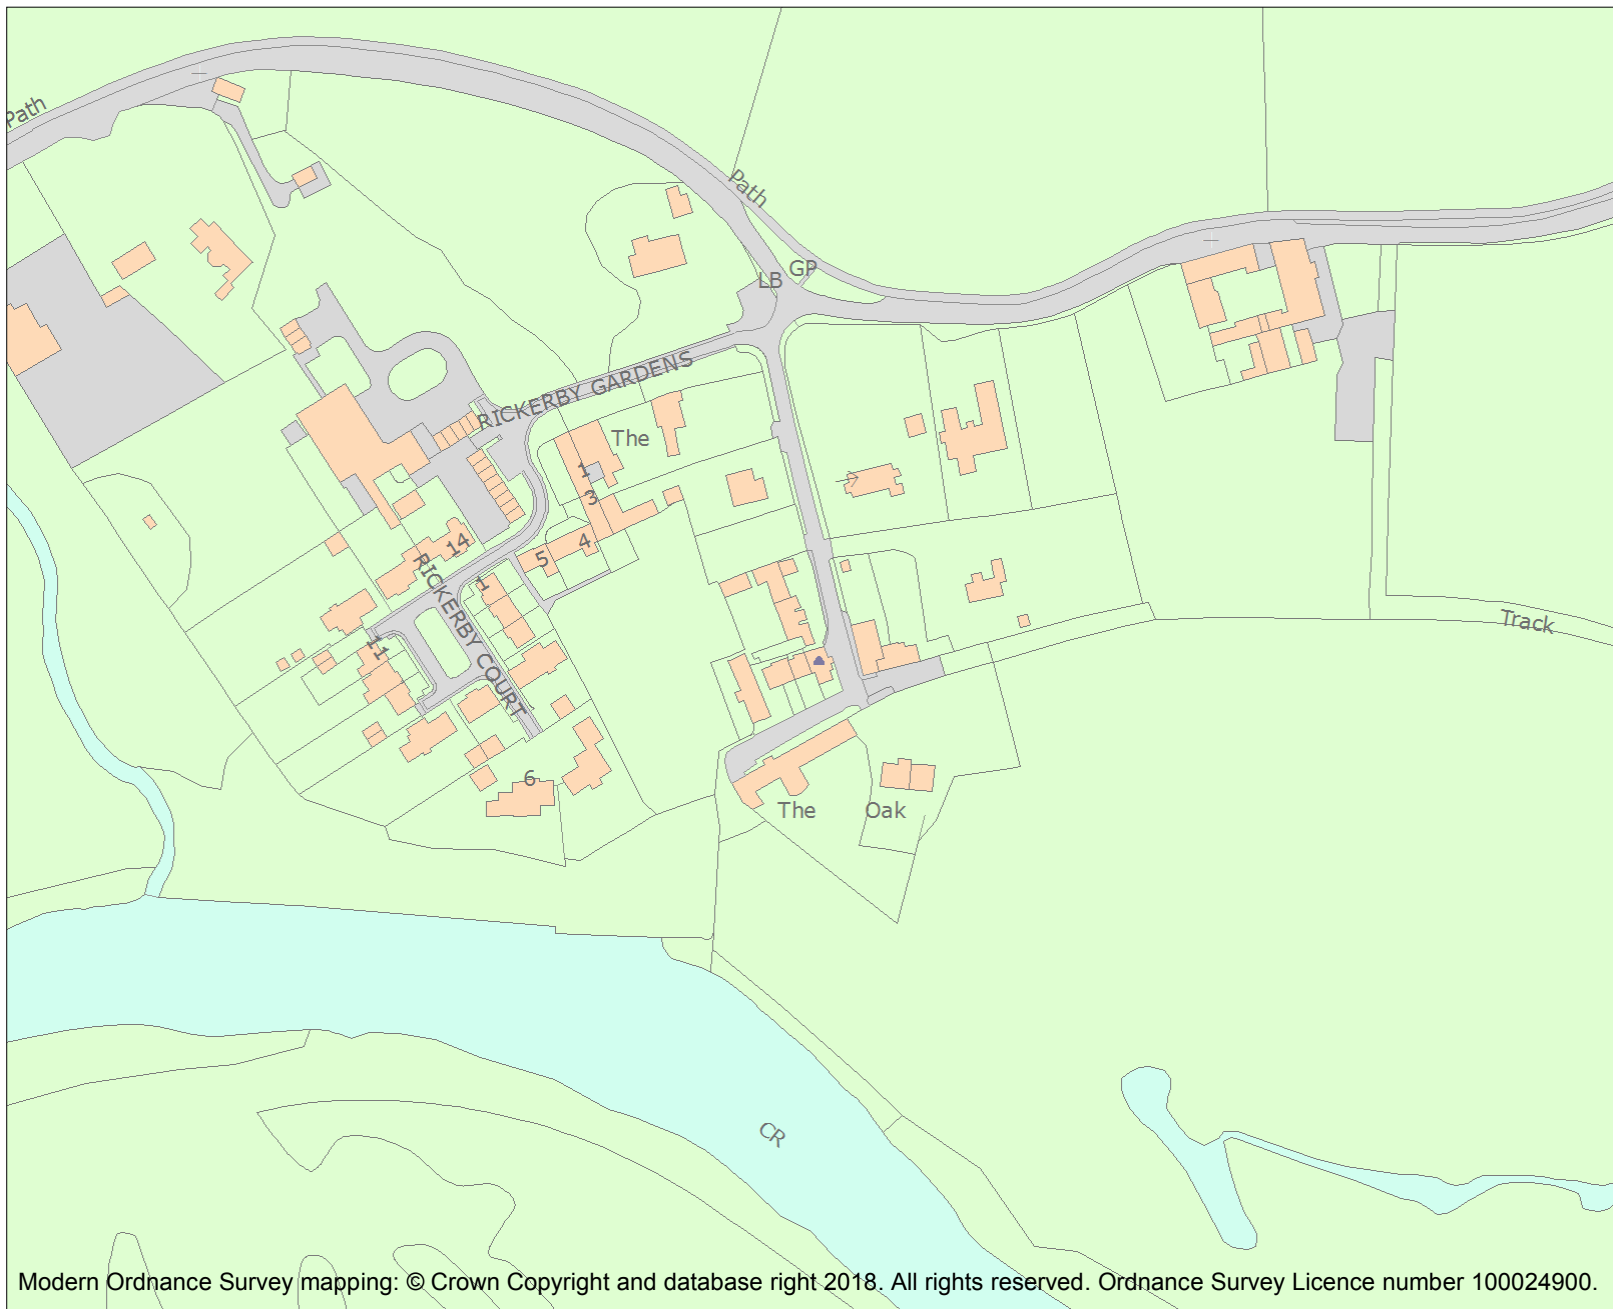 Path
Path
LB
GP
RICKERBY GARDENS
The
1
3
14
5
4
1
RICKERBY COURT
11
Track
6
The
Oak
CR
Modern Ordnance Survey mapping: © Crown Copyright and database right 2018. All rights reserved. Ordnance Survey Licence number 100024900.